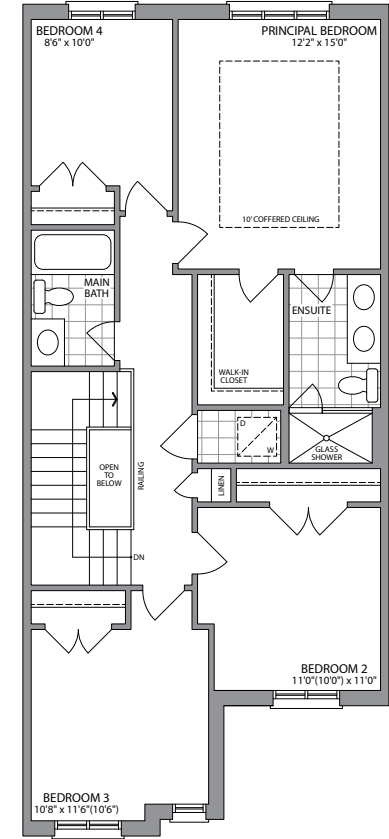 BEDROOM 4
8'6" x 10'0"
PRINCIPAL BEDROOM
12'2" x 15'0"
10' COFFERED CEILING
MAIN
BATH
ENSUITE
WALK-IN
CLOSET
D
W
GLASS
SHOWER
OPEN
TO
BELOW
RAILING
LINEN
DN
BEDROOM 2
11'0"(10'0") x 11'0"
BEDROOM 3
10'8" x 11'6"(10'6")